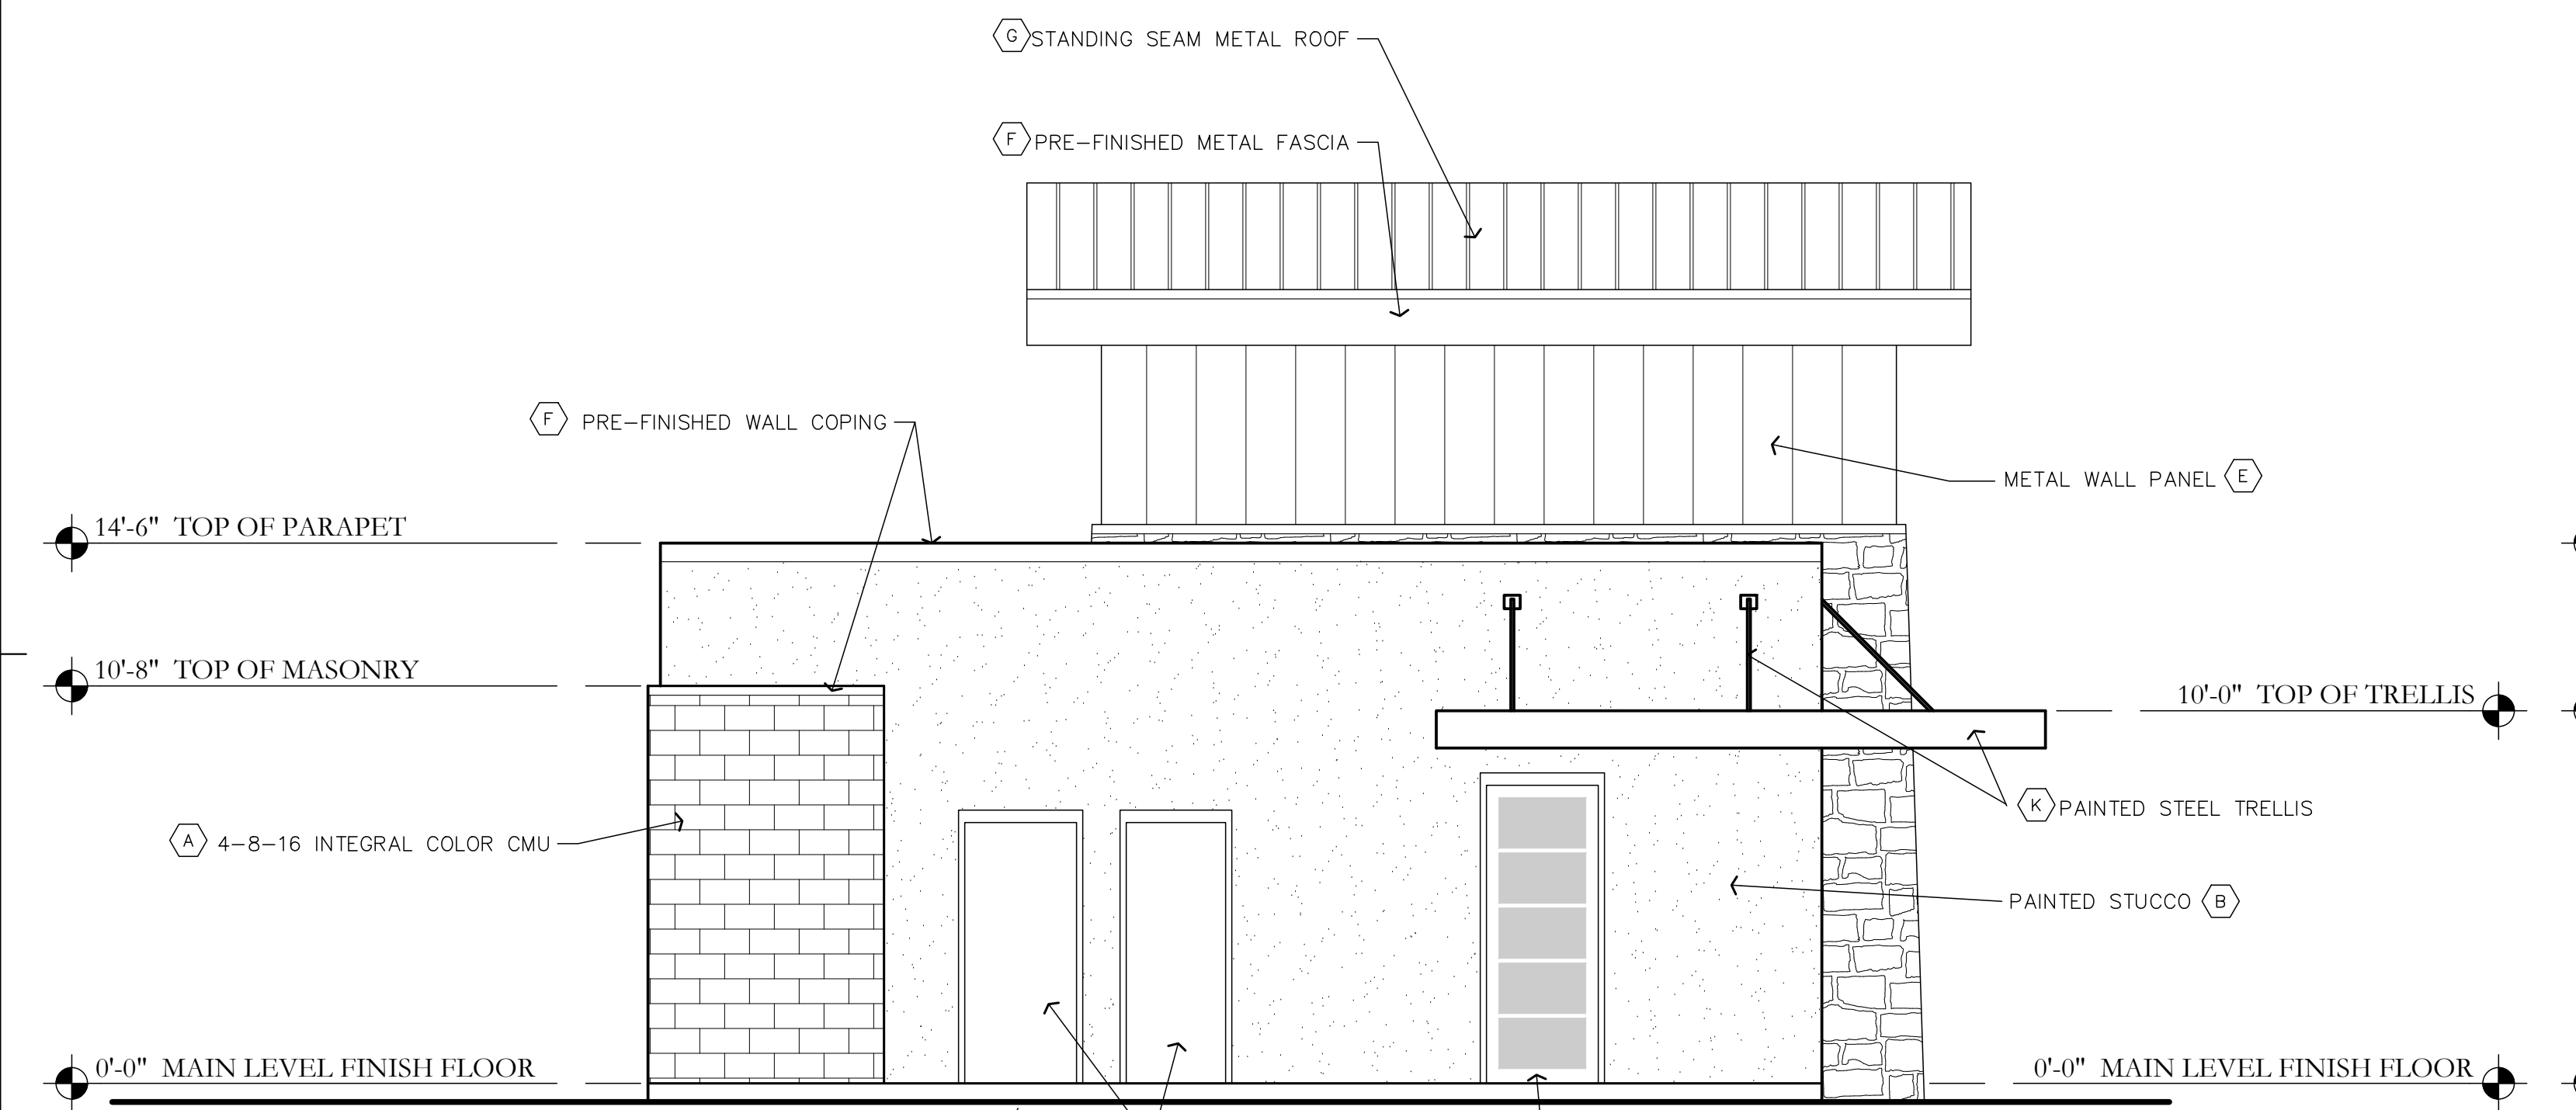 G STANDING SEAM METAL ROOF
F PRE-FINISHED METAL FASCIA
F PRE-FINISHED WALL COPING
METAL WALL PANEL E
14'-6" TOP OF PARAPET
10'-8" TOP OF MASONRY
10'-0" TOP OF TRELLIS
K PAINTED STEEL TRELLIS
A 4-8-16 INTEGRAL COLOR CMU
PAINTED STUCCO B
0'-0" MAIN LEVEL FINISH FLOOR
0'-0" MAIN LEVEL FINISH FLOOR